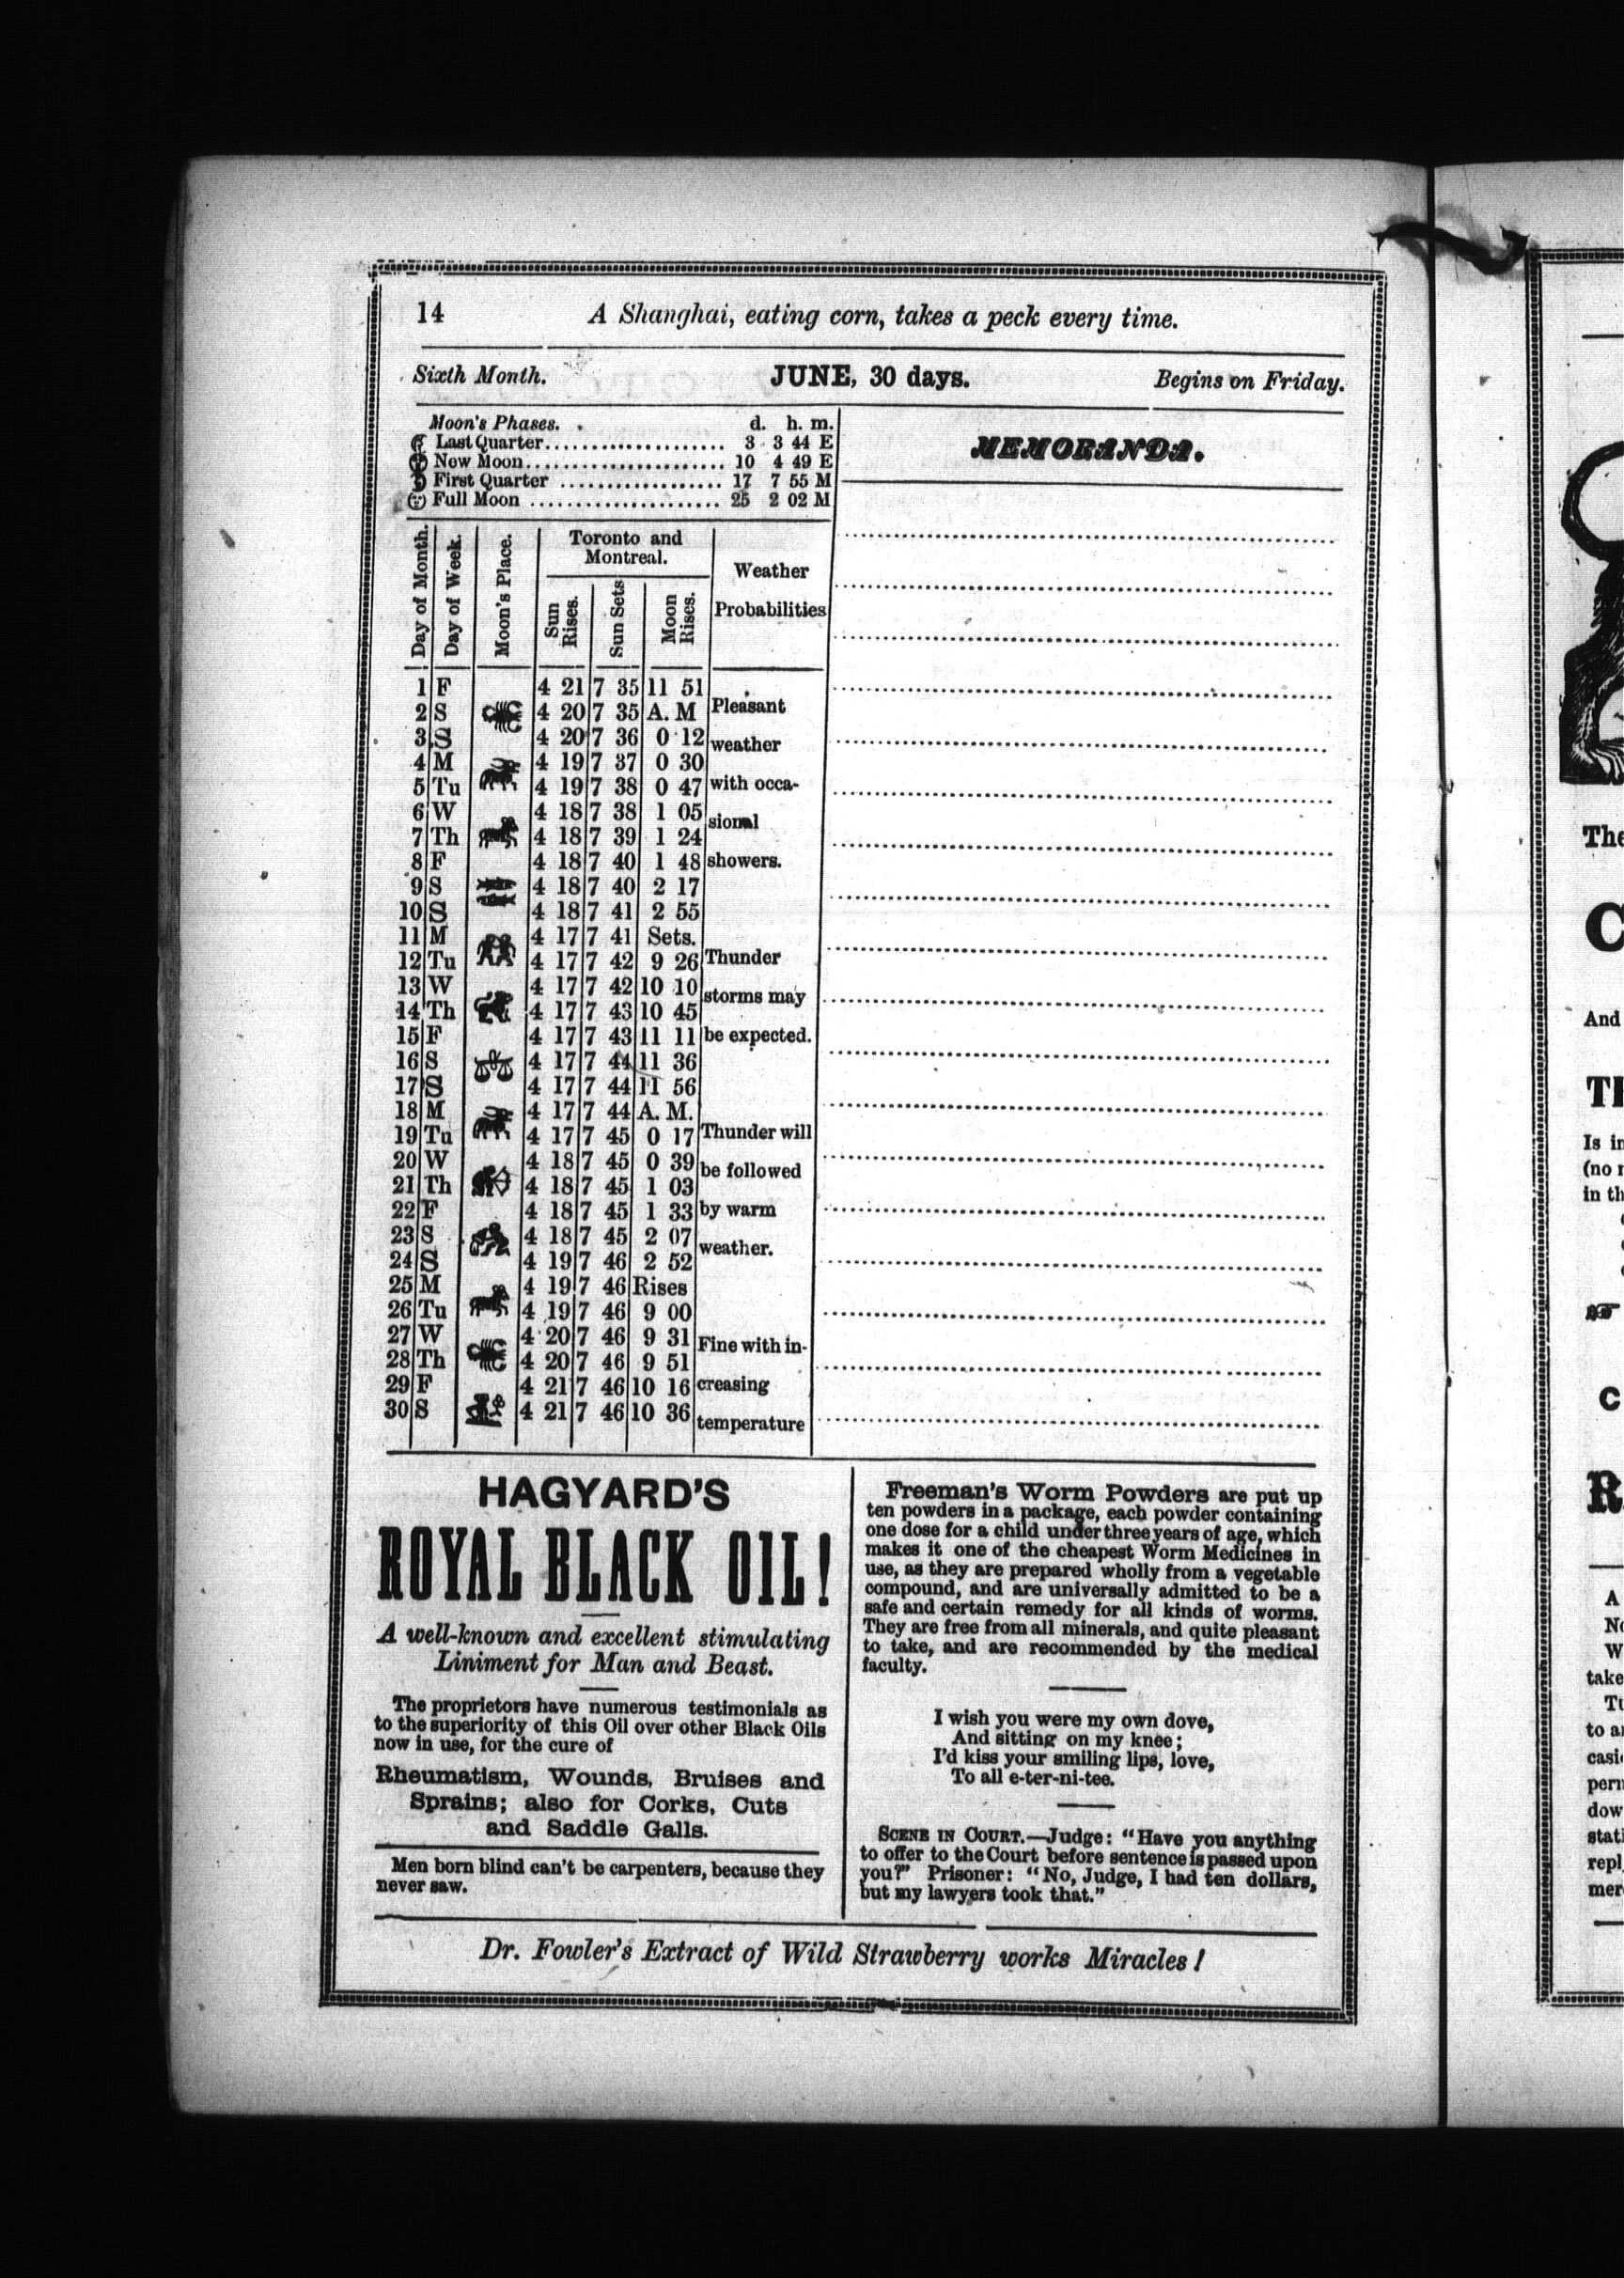 14
A Shanghai, eating corn, takes a peck every time.
Sixth Month. JUNE, 30 days. Begins on Friday.
Moon's Phases. d. h. m.
Last Quarter 3 3 44 E
New Moon 10 4 49 E
First Quarter 17 7 55 M
Full Moon 25 2 02 M
MEMORANDA.
Day of Month. Day of Week. Moon's Place. Toronto and Montreal. Sun Rises. Sun Sets Moon Rises. Weather Probabilities
1 F 4 21 7 35 11 51
2 S 4 20 7 35 A. M Pleasant
3 S 4 20 7 36 0 12 weather
4 M 4 19 7 37 0 30
5 Tu 4 19 7 38 0 47 with occa-
6 W 4 18 7 38 1 05 sional
7 Th 4 18 7 39 1 24
8 F 4 18 7 40 1 48 showers.
9 S 4 18 7 40 2 17
10 S 4 18 7 41 2 55
11 M 4 17 7 41 Sets.
12 Tu 4 17 7 42 9 26 Thunder
13 W 4 17 7 42 10 10 storms may
14 Th 4 17 7 43 10 45
15 F 4 17 7 43 11 11 be expected.
16 S 4 17 7 44 11 36
17 S 4 17 7 44 11 56
18 M 4 17 7 44 A. M.
19 Tu 4 17 7 45 0 17 Thunder will
20 W 4 18 7 45 0 39 be followed
21 Th 4 18 7 45 1 03
22 F 4 18 7 45 1 33 by warm
23 S 4 18 7 45 2 07 weather.
24 S 4 19 7 46 2 52
25 M 4 19 7 46 Rises
26 Tu 4 19 7 46 9 00
27 W 4 20 7 46 9 31 Fine with in-
28 Th 4 20 7 46 9 51
29 F 4 21 7 46 10 16 creasing
30 S 4 21 7 46 10 36 temperature
HAGYARD'S
ROYAL BLACK OIL!
A well-known and excellent stimulating
Liniment for Man and Beast.
The proprietors have numerous testimonials as
to the superiority of this Oil over other Black Oils
now in use, for the cure of
Rheumatism, Wounds, Bruises and
Sprains; also for Corks, Cuts
and Saddle Galls.
Men born blind can't be carpenters, because they
never saw.
Freeman's Worm Powders are put up
ten powders in a package, each powder containing
one dose for a child under three years of age, which
makes it one of the cheapest Worm Medicines in
use, as they are prepared wholly from a vegetable
compound, and are universally admitted to be a
safe and certain remedy for all kinds of worms.
They are free from all minerals, and quite pleasant
to take, and are recommended by the medical
faculty.
I wish you were my own dove,
And sitting on my knee;
I'd kiss your smiling lips, love,
To all e-ter-ni-tee.
SCENE IN COURT.—Judge: "Have you anything
to offer to the Court before sentence is passed upon
you?" Prisoner: "No, Judge, I had ten dollars,
but my lawyers took that."
Dr. Fowler's Extract of Wild Strawberry works Miracles!
The
And
Is in
(no
in th
A
take
to a